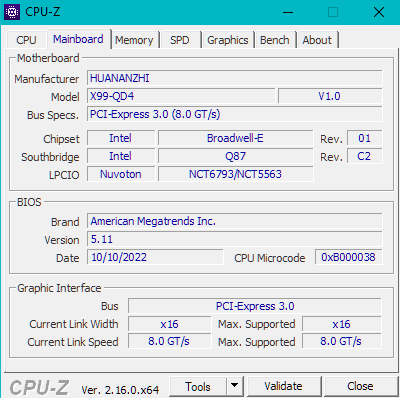 CPU-Z
CPU Mainboard Memory SPD Graphics Bench About
Motherboard
Manufacturer HUANANZHI
Model X99-QD4 V1.0
Bus Specs. PCI-Express 3.0 (8.0 GT/s)
Chipset Intel Broadwell-E Rev. 01
Southbridge Intel Q87 Rev. C2
LPCIO Nuvoton NCT6793/NCT5563
BIOS
Brand American Megatrends Inc.
Version 5.11
Date 10/10/2022 CPU Microcode 0xB000038
Graphic Interface
Bus PCI-Express 3.0
Current Link Width x16 Max. Supported x16
Current Link Speed 8.0 GT/s Max. Supported 8.0 GT/s
CPU-Z Ver. 2.16.0.x64 Tools Validate Close